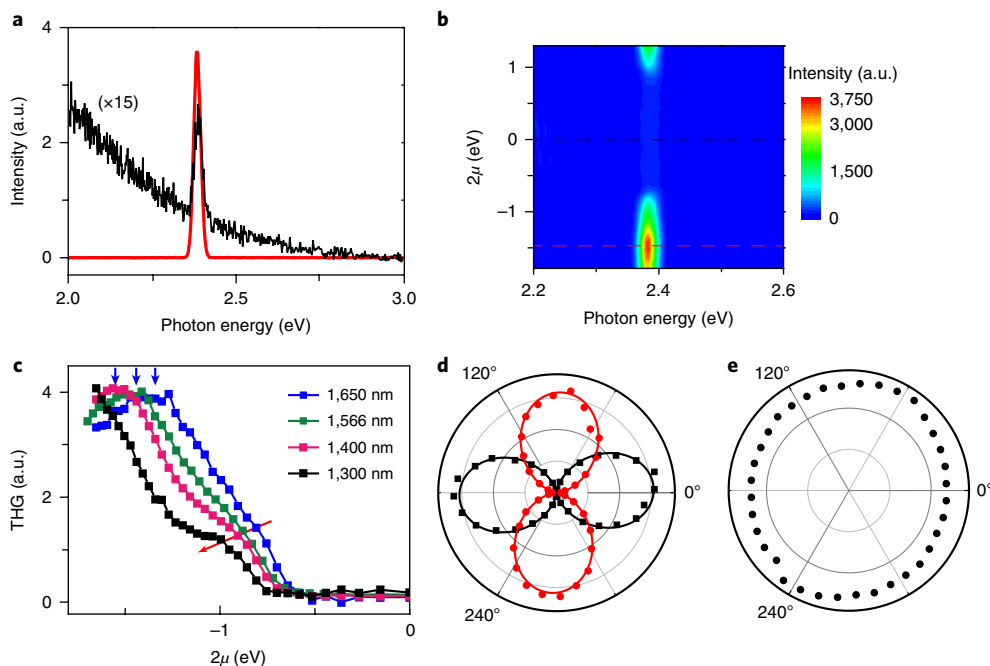 a
4
2
0
Intensity (a.u.)
(×15)
2.0
2.5
3.0
Photon energy (eV)
b
1
0
−1
2μ (eV)
2.2
2.4
2.6
Photon energy (eV)
Intensity (a.u.)
3,750
3,000
1,500
0
c
4
2
0
THG (a.u.)
1,650 nm
1,566 nm
1,400 nm
1,300 nm
−1
0
2μ (eV)
d
120°
0°
240°
e
120°
0°
240°